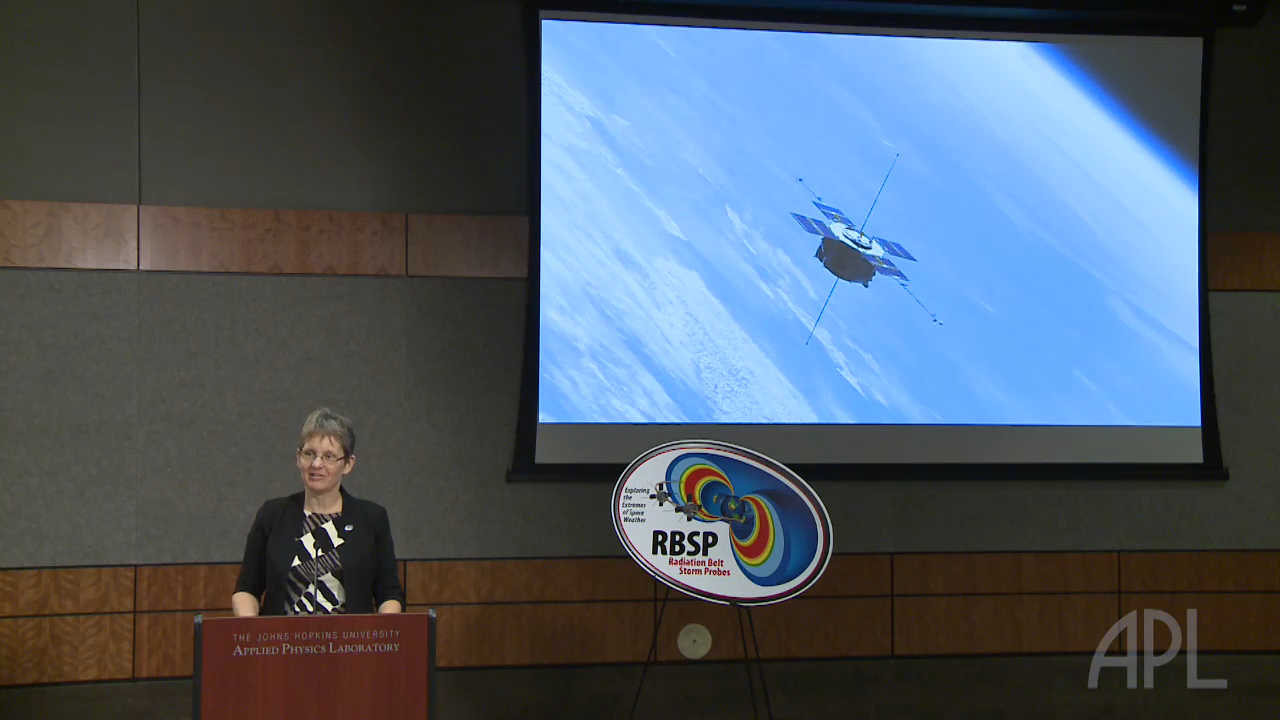 Exploring
the
Extremes
of Space
Weather
RBSP
Radiation Belt
Storm Probes
THE JOHNS HOPKINS UNIVERSITY
APPLIED PHYSICS LABORATORY
APL